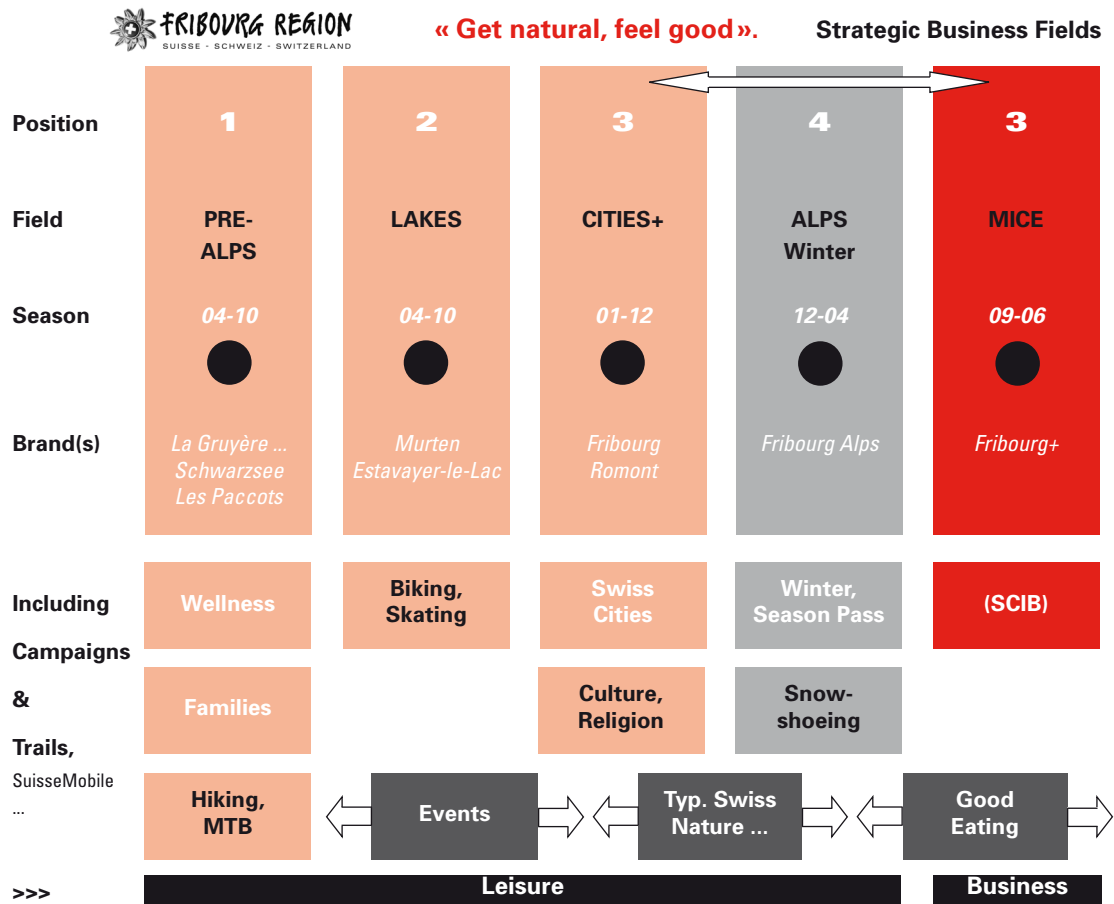 FRIBOURG REGION
SUISSE - SCHWEIZ - SWITZERLAND
« Get natural, feel good ».
Strategic Business Fields
Position
1
2
3
4
3
Field
PRE-
ALPS
LAKES
CITIES+
ALPS
Winter
MICE
Season
04-10
04-10
01-12
12-04
09-06
Brand(s)
La Gruyère ...
Schwarzsee
Les Paccots
Murten
Estavayer-le-Lac
Fribourg
Romont
Fribourg Alps
Fribourg+
Including
Campaigns
&
Trails,
SuisseMobile
...
Wellness
Biking,
Skating
Swiss
Cities
Winter,
Season Pass
(SCIB)
Families
Culture,
Religion
Snow-
shoeing
Hiking,
MTB
Events
Typ. Swiss
Nature ...
Good
Eating
>>>
Leisure
Business